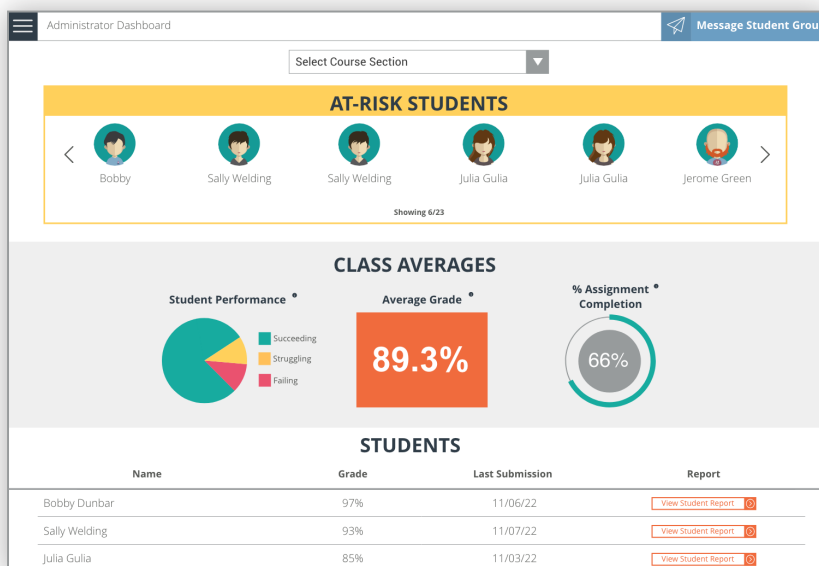 Administrator Dashboard
Message Student Grou
Select Course Section
AT-RISK STUDENTS
Bobby
Sally Welding
Sally Welding
Julia Gulia
Julia Gulia
Jerome Green
Showing 6/23
CLASS AVERAGES
Student Performance
Succeeding
Struggling
Failing
Average Grade
89.3%
% Assignment
Completion
66%
STUDENTS
Name Grade Last Submission Report
Bobby Dunbar 97% 11/06/22 View Student Report
Sally Welding 93% 11/07/22 View Student Report
Julia Gulia 85% 11/03/22 View Student Report